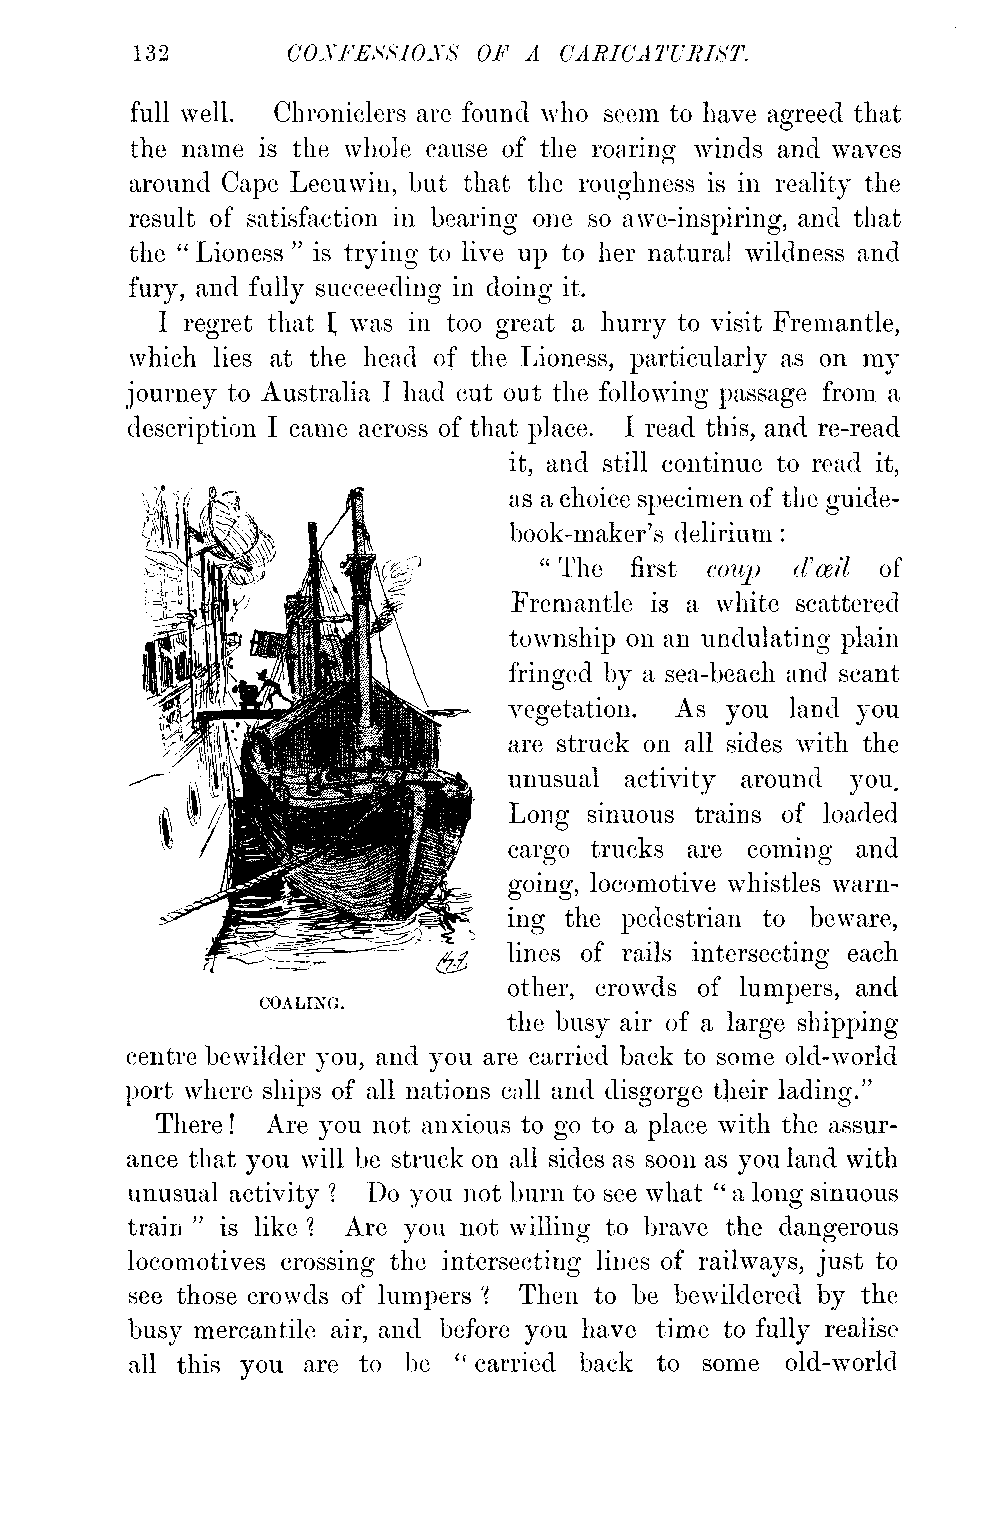 132 CONFESSIONS OF A CARICATURIST.
full well. Chroniclers are found who seem to have agreed that
the name is the whole cause of the roaring winds and waves
around Cape Leeuwin, but that the roughness is in reality the
result of satisfaction in bearing one so awe-inspiring, and that
the “ Lioness ” is trying to live up to her natural wildness and
fury, and fully succeeding in doing it.
I regret that I was in too great a hurry to visit Fremantle,
which lies at the head of the Lioness, particularly as on my
journey to Australia I had cut out the following passage from a
description I came across of that place. I read this, and re-read
it, and still continue to read it,
as a choice specimen of the guide-
book-maker’s delirium :
“ The first coup d’œil of
Fremantle is a white scattered
township on an undulating plain
fringed by a sea-beach and scant
vegetation. As you land you
are struck on all sides with the
unusual activity around you.
Long sinuous trains of loaded
cargo trucks are coming and
going, locomotive whistles warn-
ing the pedestrian to beware,
lines of rails intersecting each
other, crowds of lumpers, and
the busy air of a large shipping
COALING.
centre bewilder you, and you are carried back to some old-world
port where ships of all nations call and disgorge their lading.”
There ! Are you not anxious to go to a place with the assur-
ance that you will be struck on all sides as soon as you land with
unusual activity ? Do you not burn to see what “ a long sinuous
train ” is like ? Are you not willing to brave the dangerous
locomotives crossing the intersecting lines of railways, just to
see those crowds of lumpers ? Then to be bewildered by the
busy mercantile air, and before you have time to fully realise
all this you are to be “ carried back to some old-world